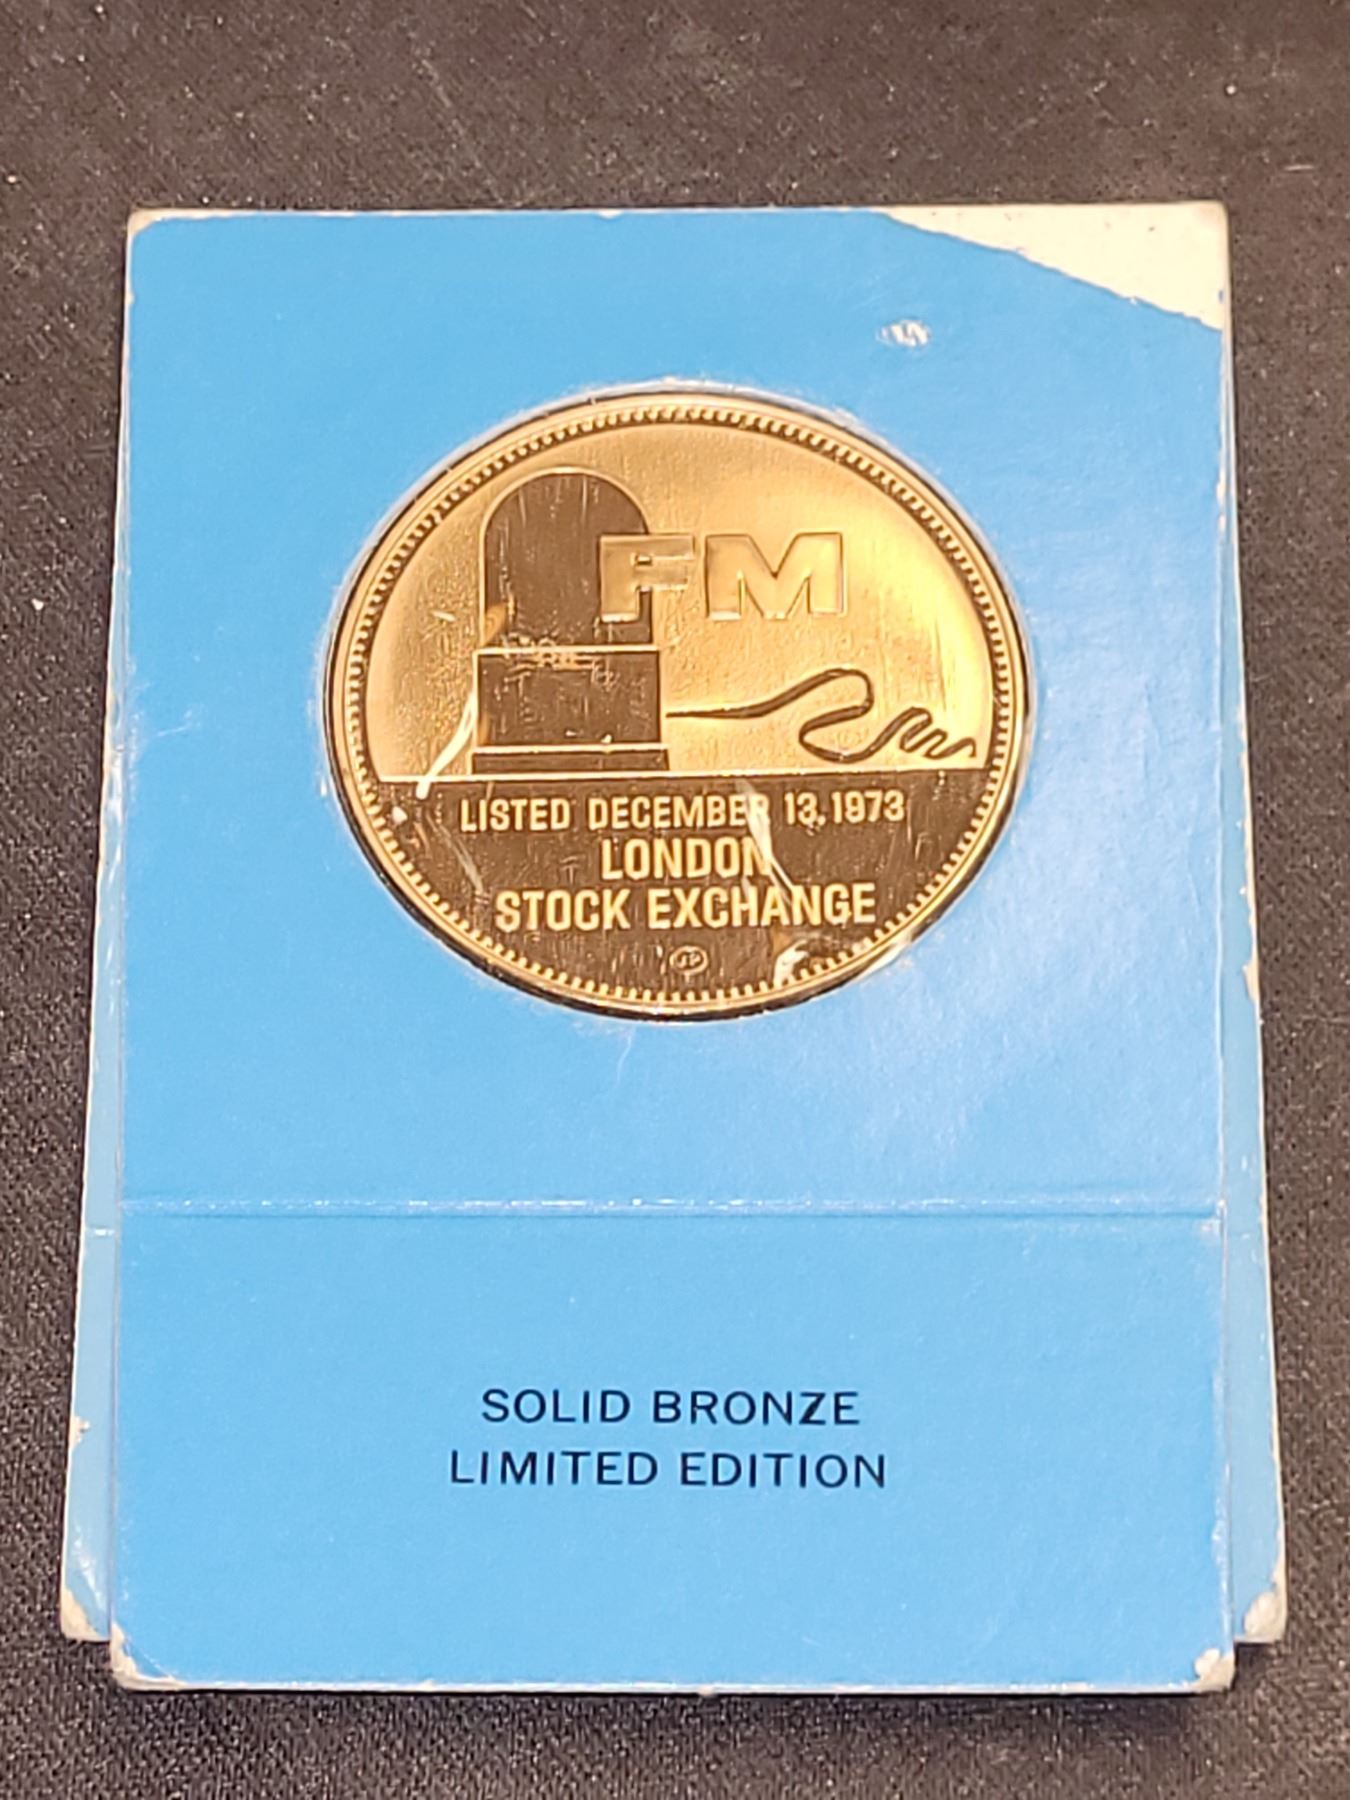 FM
LISTED DECEMBER 13, 1973
LONDON
STOCK EXCHANGE
SOLID BRONZE
LIMITED EDITION